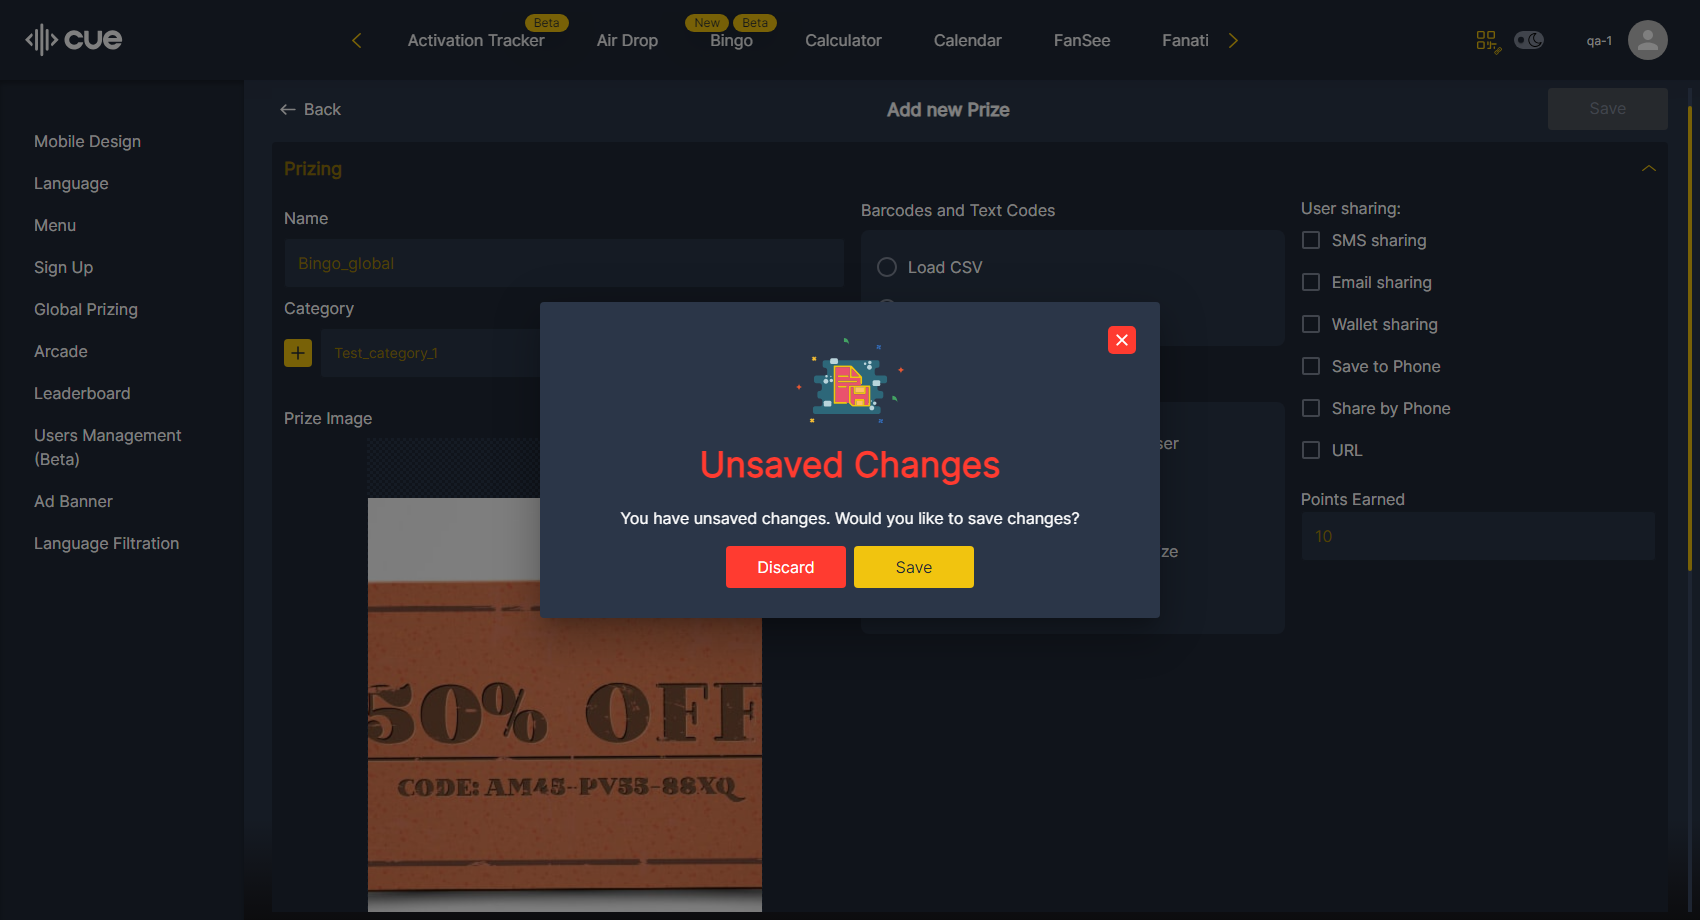 cue
Activation Tracker
Beta
Air Drop
New
Beta
Bingo
Calculator
Calendar
FanSee
Fanati
qa-1
Mobile Design
Language
Menu
Sign Up
Global Prizing
Arcade
Leaderboard
Users Management
(Beta)
Ad Banner
Language Filtration
Back
Add new Prize
Save
Prizing
Name
Bingo_global
Category
Test_category_1
Prize Image
50% OFF
CODE: AM45-PV53-88XQ
Barcodes and Text Codes
Load CSV
ser
ze
User sharing:
SMS sharing
Email sharing
Wallet sharing
Save to Phone
Share by Phone
URL
Points Earned
10
Unsaved Changes
You have unsaved changes. Would you like to save changes?
Discard
Save